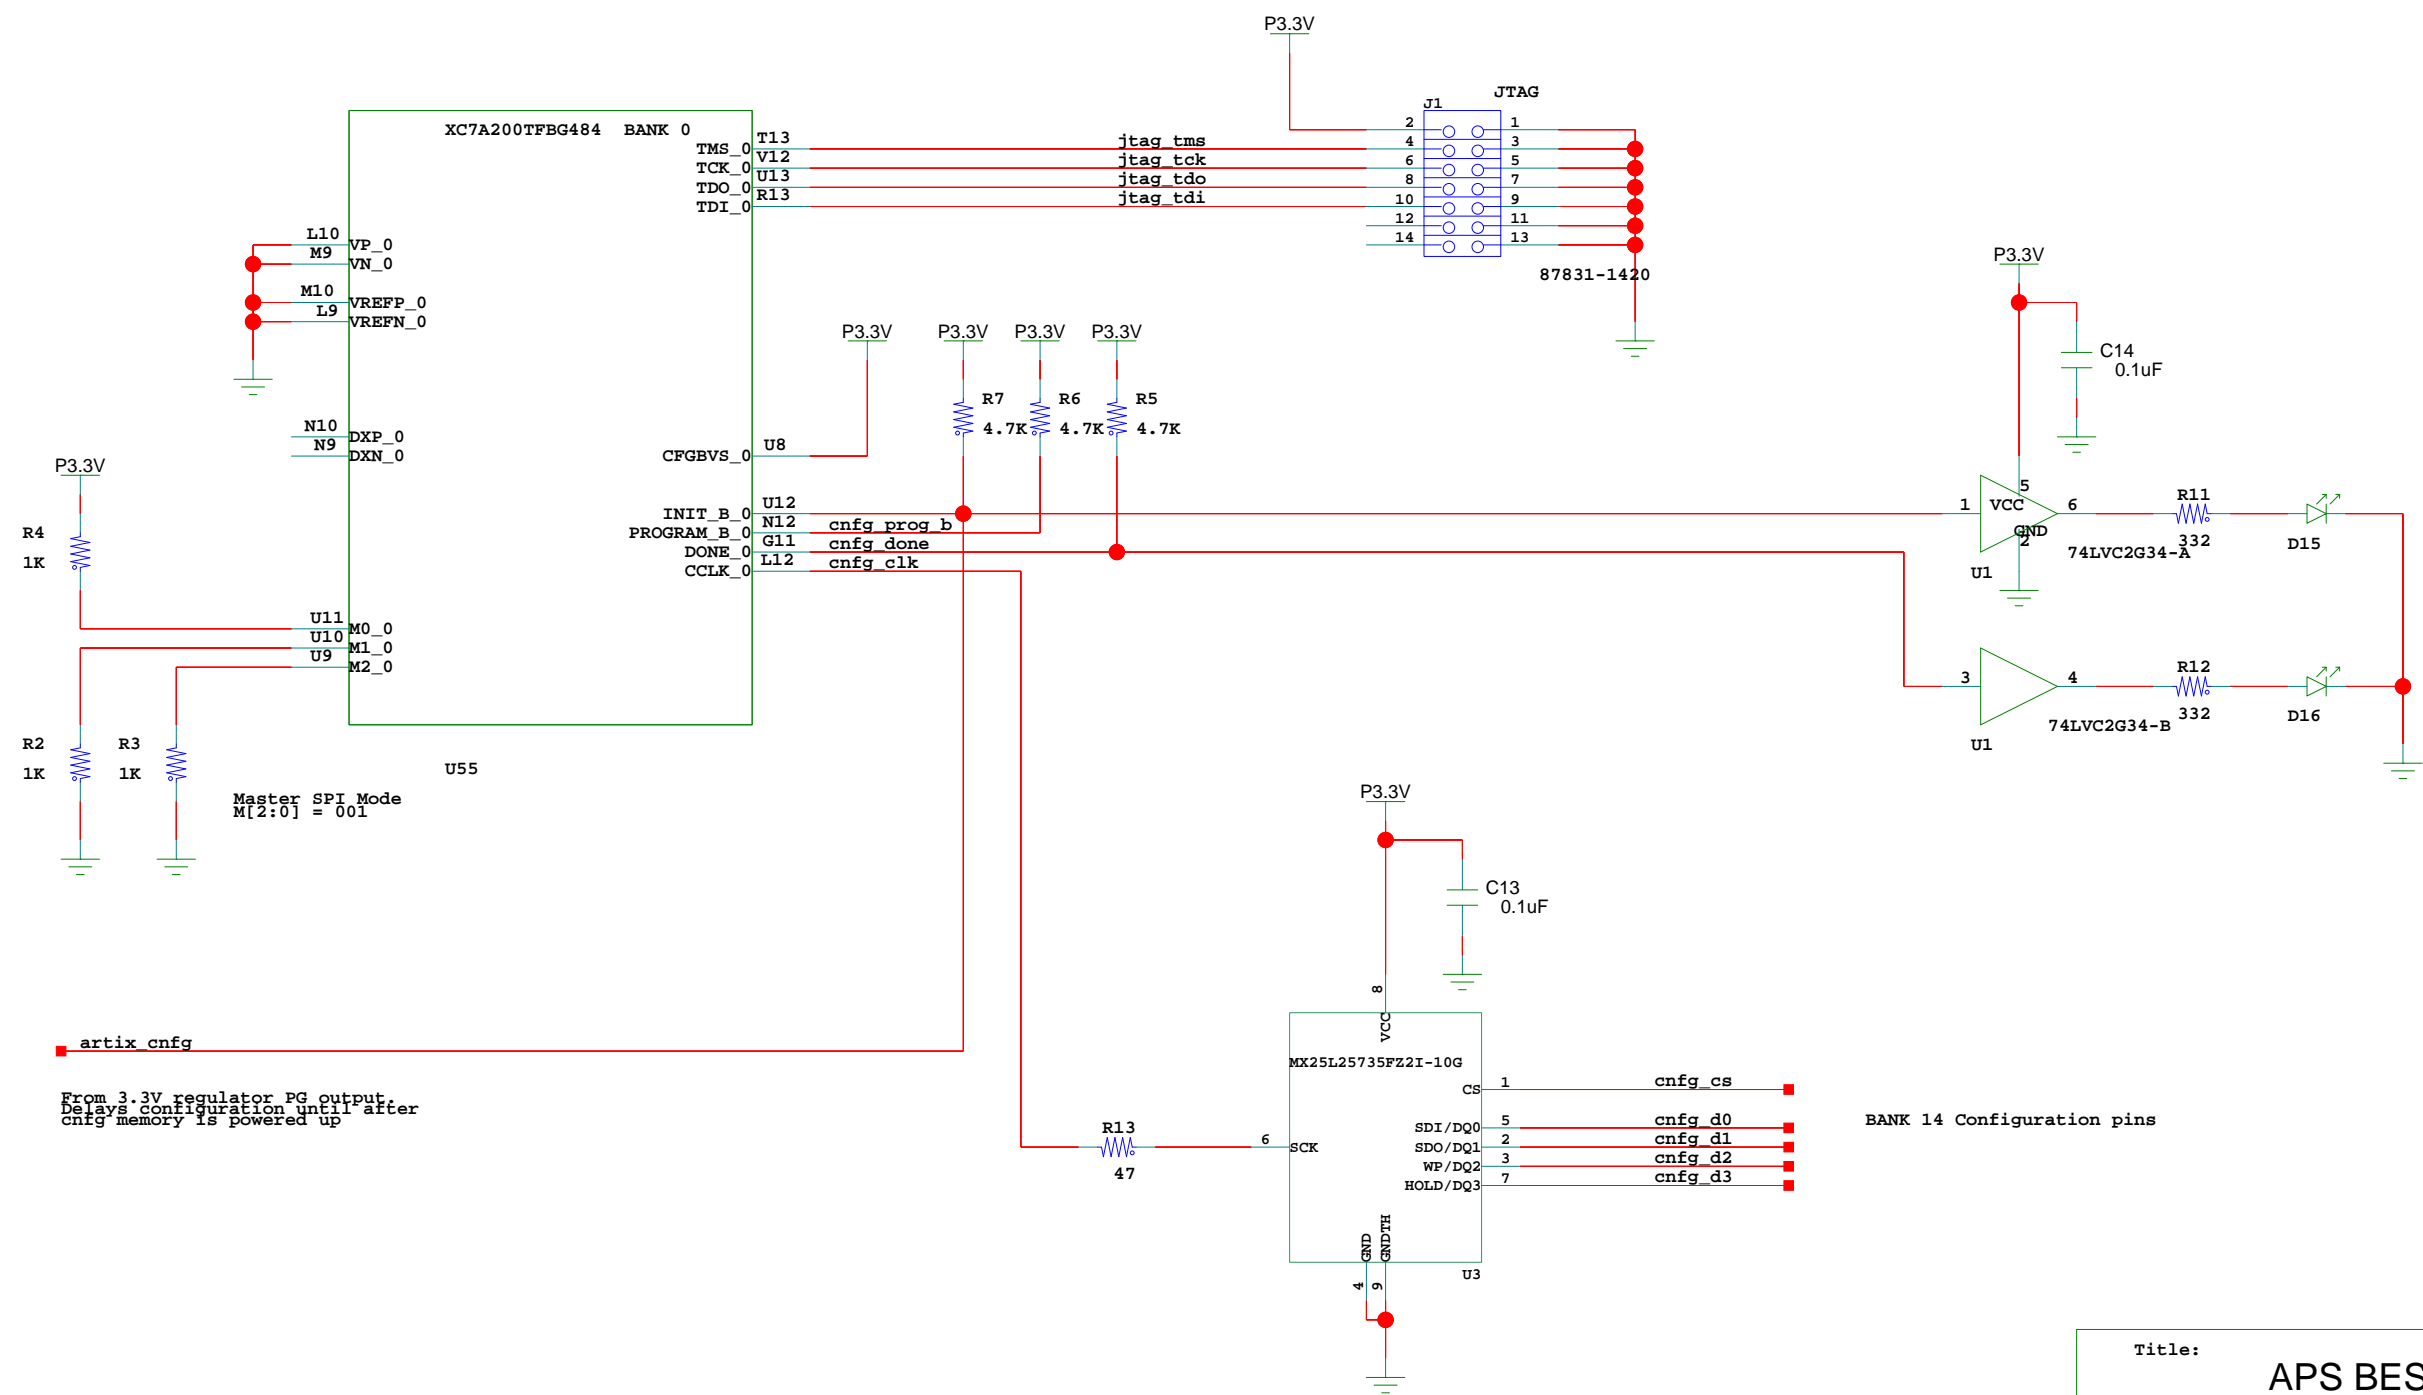 P3.3V
JTAG
J1
XC7A200TFBG484 BANK 0
TMS_0 T13 jtag_tms
TCK_0 V12 jtag_tck
TDO_0 U13 jtag_tdo
TDI_0 R13 jtag_tdi
2 1
4 3
6 5
8 7
10 9
12 11
14 13
87831-1420
L10 VP_0
M9 VN_0
M10 VREFP_0
L9 VREFN_0
N10 DXP_0
N9 DXN_0
P3.3V P3.3V P3.3V P3.3V
R7 R6 R5
4.7K 4.7K 4.7K
CFGBVS_0 U8
INIT_B_0 U12
PROGRAM_B_0 N12 cnfg_prog_b
DONE_0 G11 cnfg_done
CCLK_0 L12 cnfg_clk
P3.3V
R4
1K
U11 M0_0
U10 M1_0
U9 M2_0
R2
1K
R3
1K
U55
Master SPI Mode
M[2:0] = 001
P3.3V
C14
0.1uF
5
1 VCC 6
GND
2
74LVC2G34-A
U1
R11
332
D15
3 4
74LVC2G34-B
U1
R12
332
D16
P3.3V
C13
0.1uF
8
VCC
MX25L25735FZ2I-10G
CS 1 cnfg_cs
SDI/DQ0 5 cnfg_d0
SDO/DQ1 2 cnfg_d1
WP/DQ2 3 cnfg_d2
HOLD/DQ3 7 cnfg_d3
BANK 14 Configuration pins
R13
47
6 SCK
GND GNDTH
4 9
U3
artix_cnfg
From 3.3V regulator PG output.
Delays configuration until after
cnfg memory is powered up
Title:
APS BES